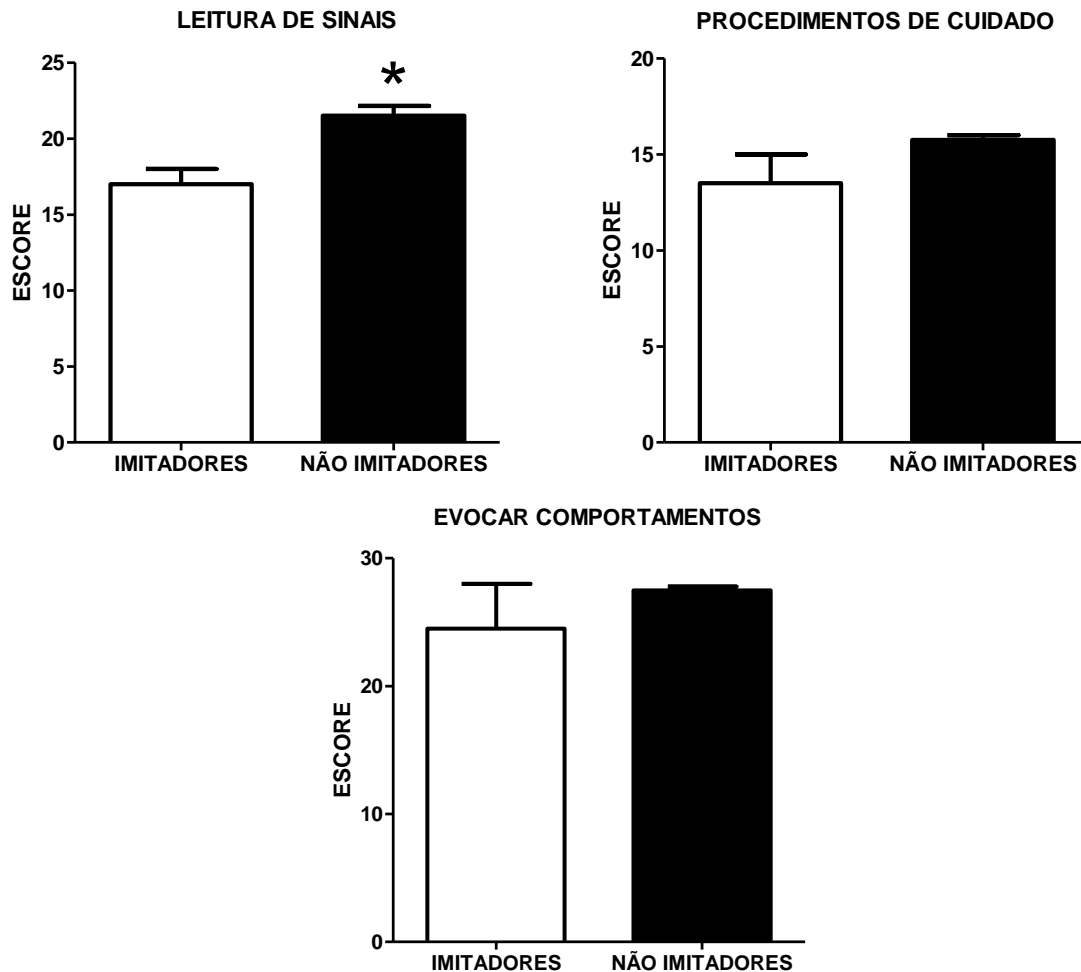 LEITURA DE SINAIS
25
20
15
10
5
0
ESCORE
*
IMITADORES NÃO IMITADORES
PROCEDIMENTOS DE CUIDADO
20
15
10
5
0
ESCORE
IMITADORES NÃO IMITADORES
EVOCAR COMPORTAMENTOS
30
20
10
0
ESCORE
IMITADORES NÃO IMITADORES